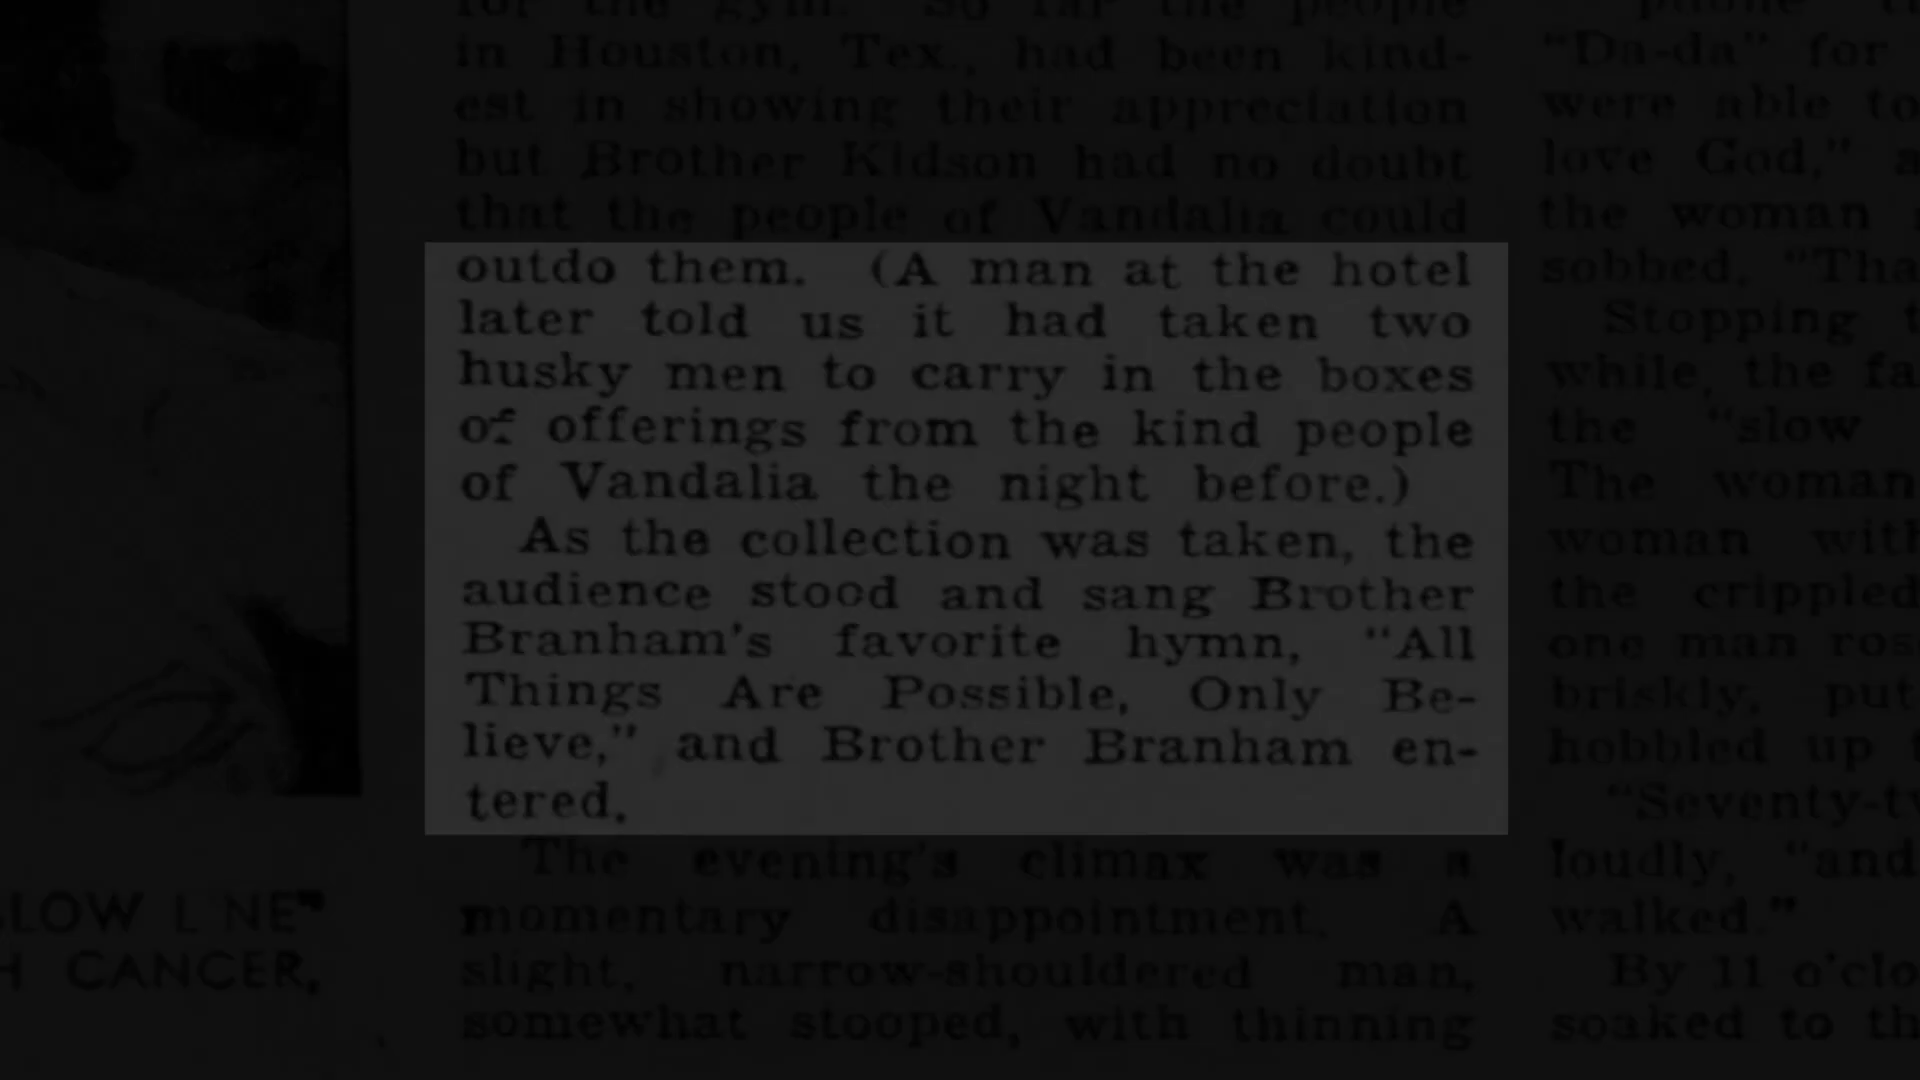 for the gym. So far the people
in Houston, Tex., had been kind-
est in showing their appreciation
but Brother Kidson had no doubt
that the people of Vandalia could
outdo them. (A man at the hotel
later told us it had taken two
husky men to carry in the boxes
of offerings from the kind people
of Vandalia the night before.)
As the collection was taken, the
audience stood and sang Brother
Branham's favorite hymn, "All
Things Are Possible, Only Be-
lieve," and Brother Branham en-
tered.
The evening's climax was a
momentary disappointment. A
slight, narrow-shouldered man,
somewhat stooped, with thinning
"Da-da" for
were able to
love God," a
the woman
sobbed. "Tha
Stopping t
while, the fa
the "slow
The woman
woman with
the crippled
one man ros
briskly, put
hobbled up t
"Seventy-tw
loudly, "and
walked."
By 11 o'clo
soaked to th
SLOW LINE"
H CANCER.